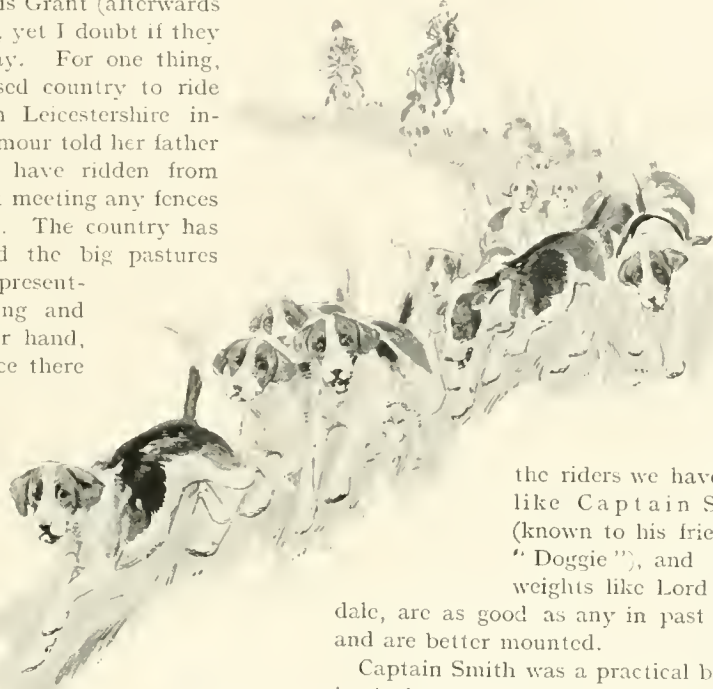 is Grant (afterwards
yet I doubt if they
ay. For one thing,
sed country to ride
Leicestershire in-
mour told her father
have ridden from
meeting any fences
The country has
the big pastures
present-
ng and
r hand,
ce there
the riders we have
like Captain S
(known to his frie
" Doggie "), and
weights like Lord
dale, are as good as any in past
and are better mounted.
Captain Smith was a practical b